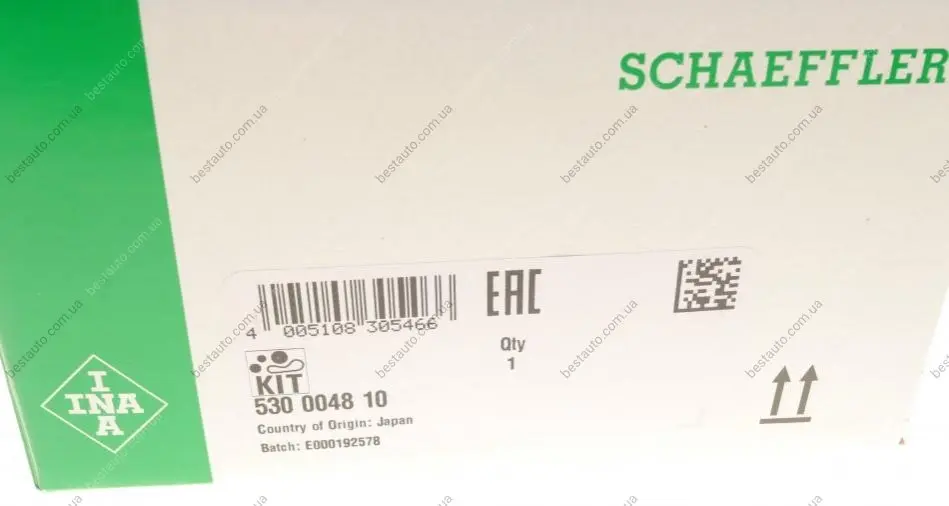 SCHAEFFLER
EAC
4 005108 305466
Qty
1
KIT
530 0048 10
Country of Origin: Japan
Batch: E000192578
I
INA
A
bestauto.com.ua